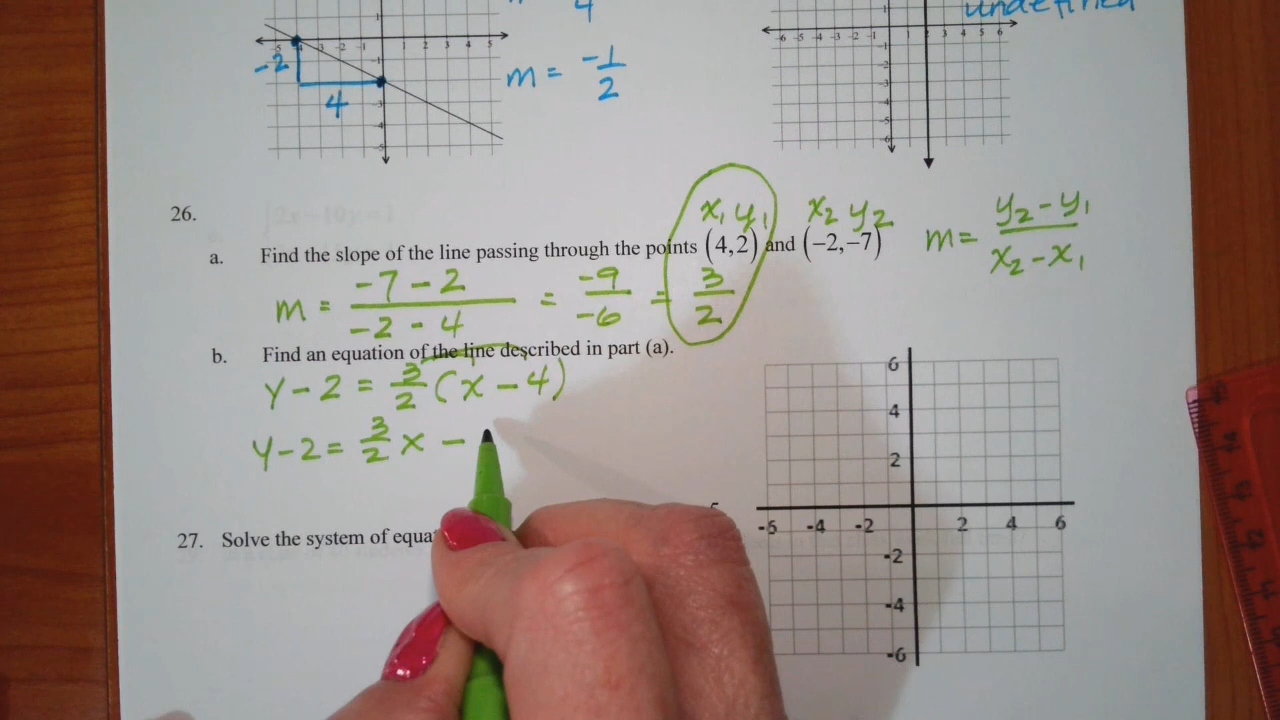 4
undefined
-2
4
m = -1/2
26.
x₁ y₁ x₂ y₂
m = y₂ - y₁ / x₂ - x₁
a. Find the slope of the line passing through the points (4,2) and (−2,−7)
m = -7 - 2 / -2 - 4 = -9 / -6 = 3 / 2
b. Find an equation of the line described in part (a).
y - 2 = 3/2 (x - 4)
y - 2 = 3/2 x -
27. Solve the system of equa
6
4
2
-4 -2 2 4 6
-2
-4
-6